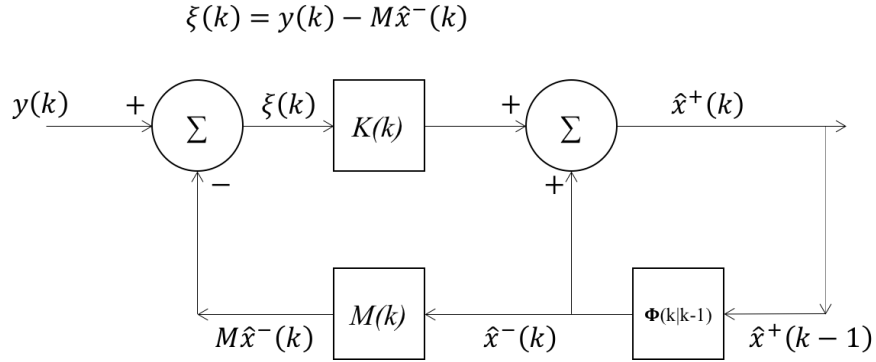 ξ(k) = y(k) − Mx̂⁻(k)
y(k) + Σ ξ(k) K(k) + Σ x̂⁺(k)
− +
Mx̂⁻(k) M(k) x̂⁻(k) Φ(k|k-1) x̂⁺(k − 1)